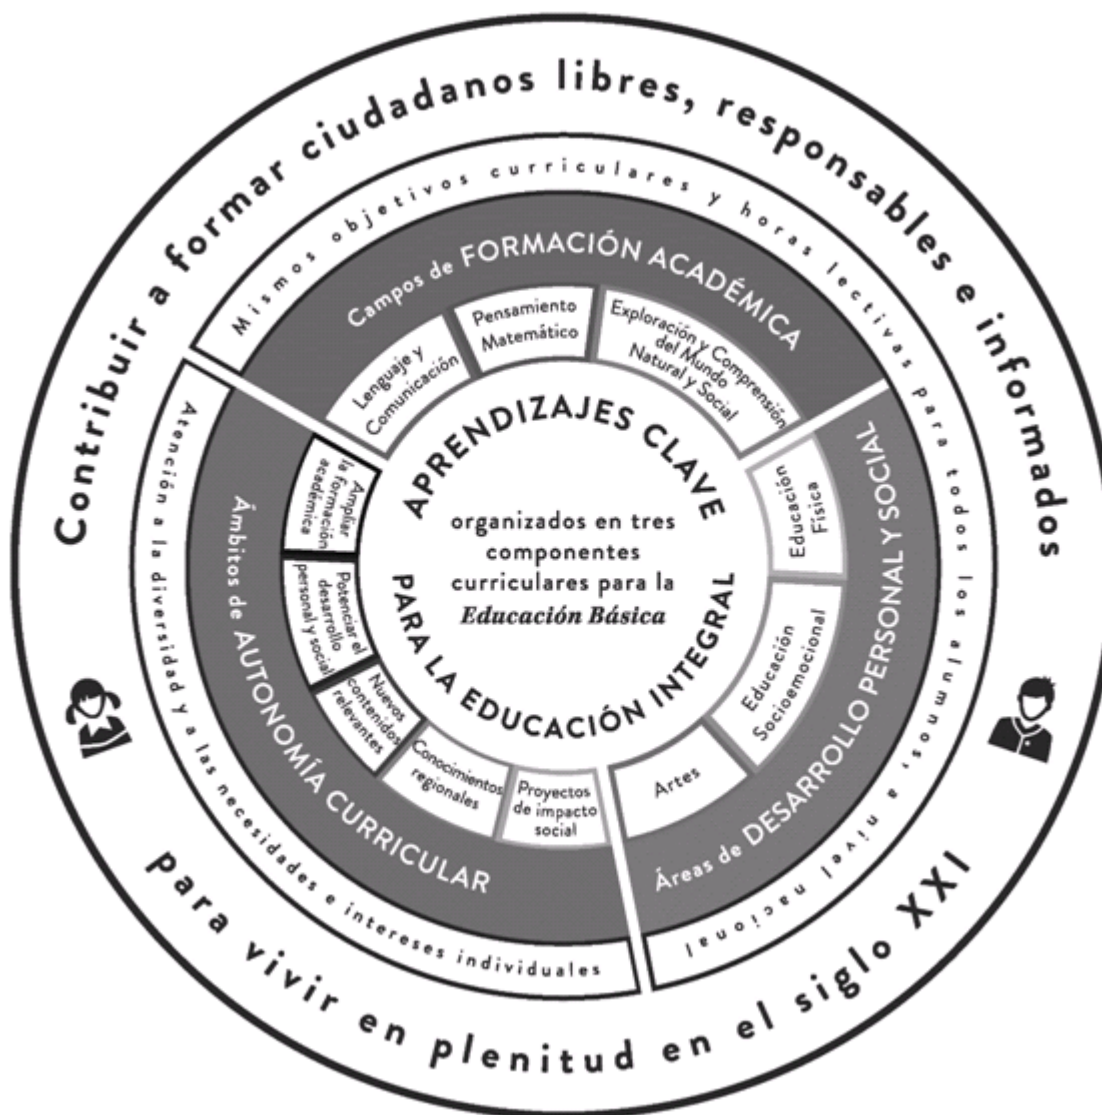 Contribuir a formar ciudadanos libres, responsables e informados
para vivir en plenitud en el siglo XXI
Mismos objetivos curriculares y horas lectivas para todos los alumnos, a nivel nacional
Atención a la diversidad y a las necesidades e intereses individuales
Campos de FORMACIÓN ACADÉMICA
Lenguaje y
Comunicación
Pensamiento
Matemático
Exploración y Comprensión
del Mundo
Natural y Social
Áreas de DESARROLLO PERSONAL Y SOCIAL
Educación
Física
Educación
Socioemocional
Artes
Ámbitos de AUTONOMÍA CURRICULAR
Ampliar
la formación
académica
Potenciar el
desarrollo
personal y social
Nuevos
contenidos
relevantes
Conocimientos
regionales
Proyectos
de impacto
social
APRENDIZAJES CLAVE
organizados en tres
componentes
curriculares para la
Educación Básica
PARA LA EDUCACIÓN INTEGRAL